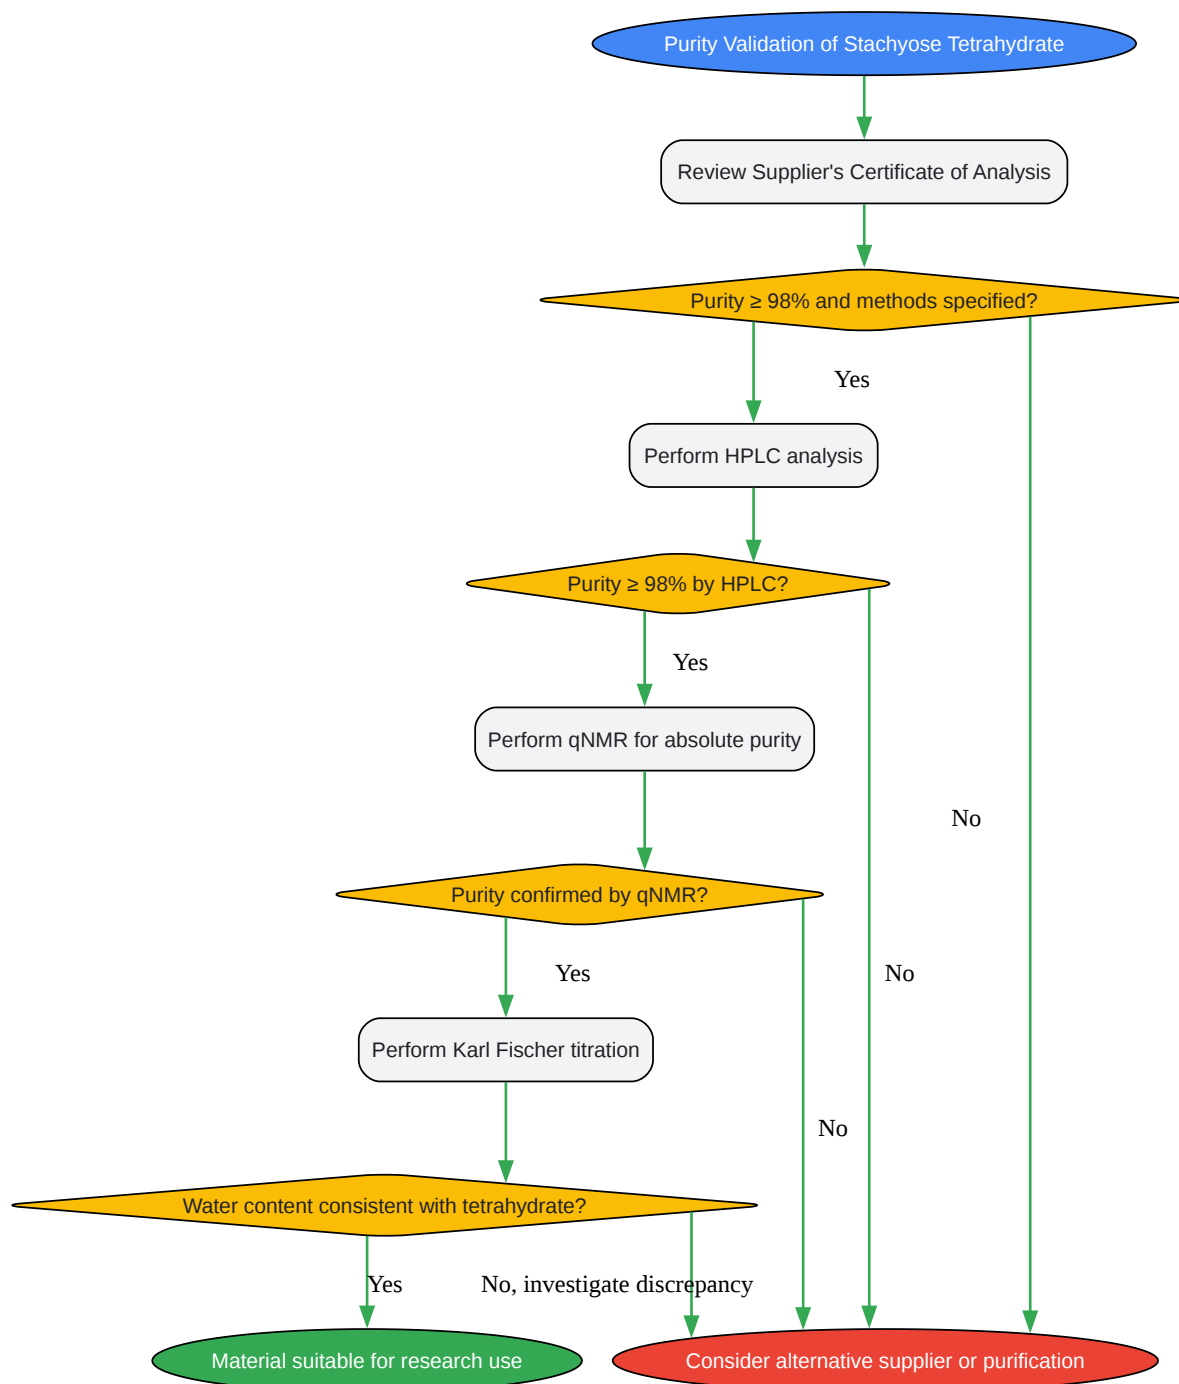 Purity Validation of Stachyose Tetrahydrate
Review Supplier's Certificate of Analysis
Purity ≥ 98% and methods specified?
Yes
Perform HPLC analysis
Purity ≥ 98% by HPLC?
Yes
Perform qNMR for absolute purity
No
Purity confirmed by qNMR?
Yes
No
Perform Karl Fischer titration
No
Water content consistent with tetrahydrate?
Yes
No, investigate discrepancy
Material suitable for research use
Consider alternative supplier or purification